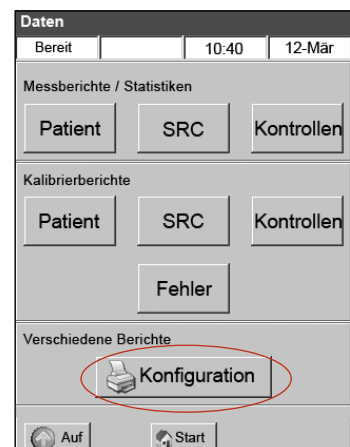 Daten
Bereit 10:40 12-Mär
Messberichte / Statistiken
Patient SRC Kontrollen
Kalibrierberichte
Patient SRC Kontrollen
Fehler
Verschiedene Berichte
Konfiguration
Auf Start